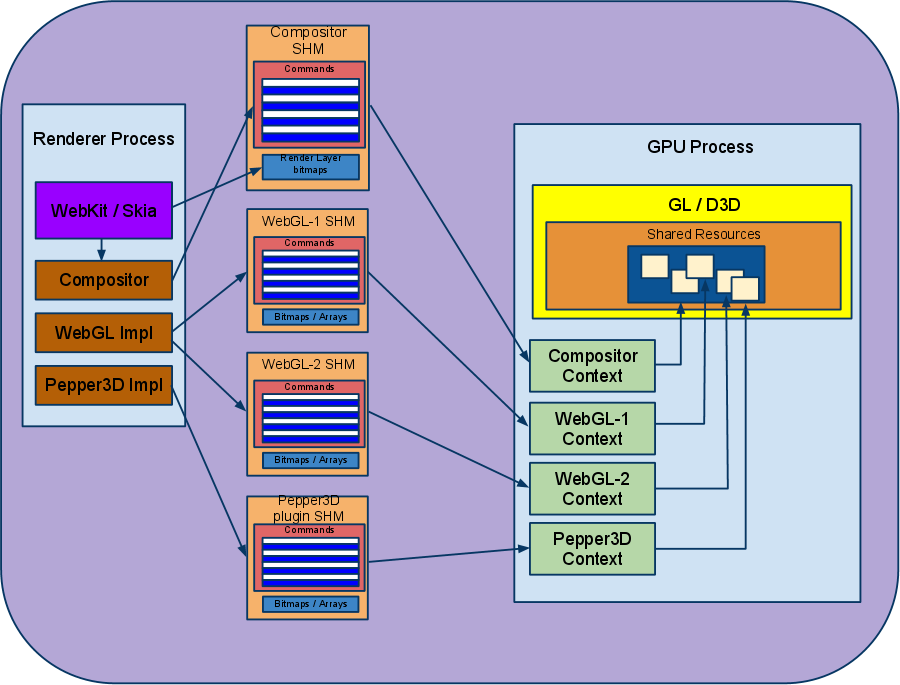 Renderer Process
WebKit / Skia
Compositor
WebGL Impl
Pepper3D Impl
Compositor
SHM
Commands
Render Layer
bitmaps
WebGL-1 SHM
Commands
Bitmaps / Arrays
WebGL-2 SHM
Commands
Bitmaps / Arrays
Pepper3D
plugin SHM
Commands
Bitmaps / Arrays
GPU Process
GL / D3D
Shared Resources
Compositor
Context
WebGL-1
Context
WebGL-2
Context
Pepper3D
Context